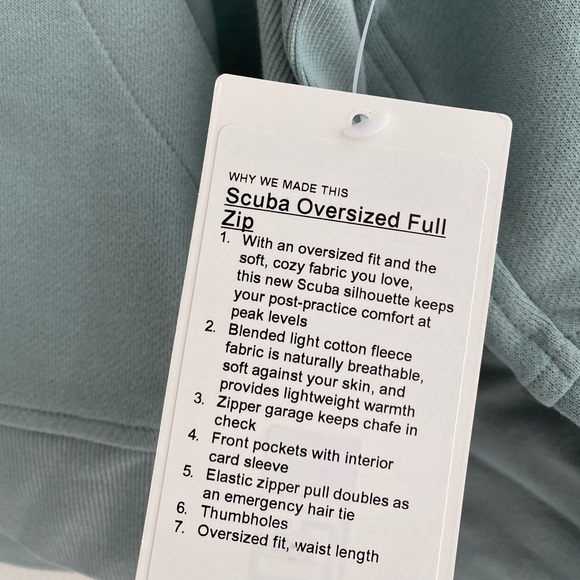 WHY WE MADE THIS
Scuba Oversized Full
Zip
1. With an oversized fit and the
soft, cozy fabric you love,
this new Scuba silhouette keeps
your post-practice comfort at
peak levels
2. Blended light cotton fleece
fabric is naturally breathable,
soft against your skin, and
provides lightweight warmth
3. Zipper garage keeps chafe in
check
4. Front pockets with interior
card sleeve
5. Elastic zipper pull doubles as
an emergency hair tie
6. Thumbholes
7. Oversized fit, waist length